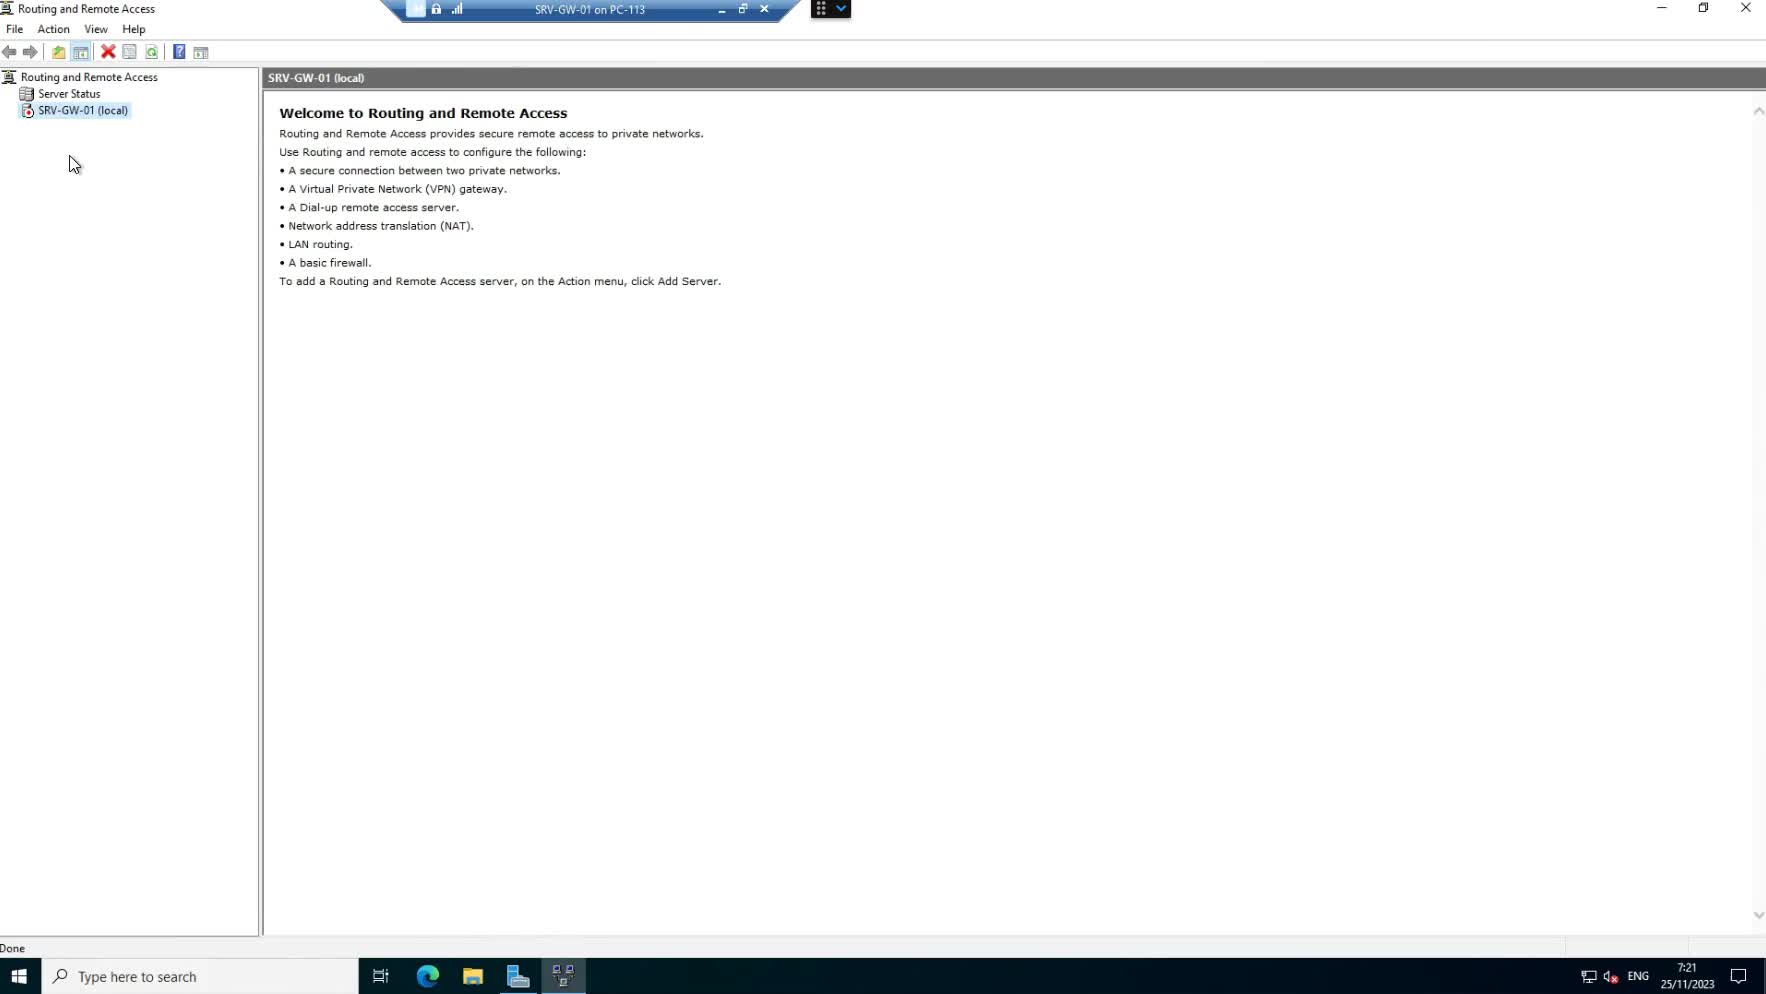 Routing and Remote Access
SRV-GW-01 on PC-113
File Action View Help
Routing and Remote Access
Server Status
SRV-GW-01 (local)
SRV-GW-01 (local)
Welcome to Routing and Remote Access
Routing and Remote Access provides secure remote access to private networks.
Use Routing and remote access to configure the following:
• A secure connection between two private networks.
• A Virtual Private Network (VPN) gateway.
• A Dial-up remote access server.
• Network address translation (NAT).
• LAN routing.
• A basic firewall.
To add a Routing and Remote Access server, on the Action menu, click Add Server.
Done
Type here to search
ENG
7:21
25/11/2023